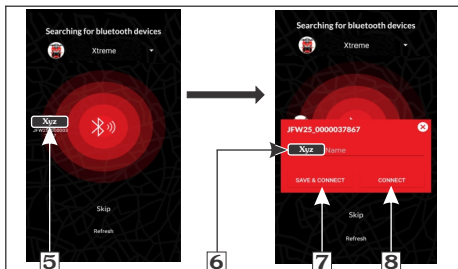 Searching for bluetooth devices
Xtreme
Xyz
Skip
Refresh
5
Searching for bluetooth devices
Xtreme
JFW25_0000037867
Xyz Name
SAVE & CONNECT CONNECT
Skip
Refresh
6
7
8